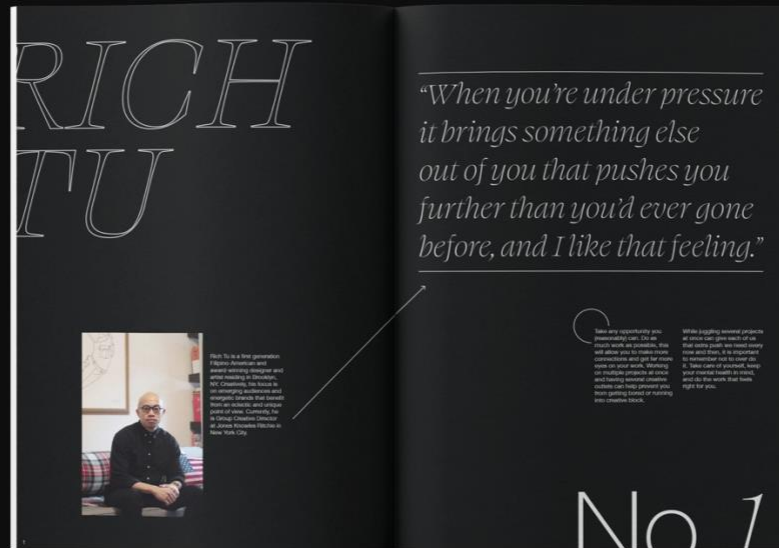 RICH
TU
Rich Tu is a first generation
Filipino-American and
award-winning designer and
artist residing in Brooklyn,
NY. Creatively, his focus is
on emerging audiences and
energetic brands that benefit
from an eclectic and unique
point of view. Currently, he
is Group Creative Director
at Jones Knowles Ritchie in
New York City.
“When you’re under pressure
it brings something else
out of you that pushes you
further than you’d ever gone
before, and I like that feeling.”
Take any opportunity you
(reasonably) can. Do as
much work as possible, this
will allow you to make more
connections and get far more
eyes on your work. Working
on multiple projects at once
and having several creative
outlets can help prevent you
from getting bored or running
into creative block.
While juggling several projects
at once can give each of us
that extra push we need every
now and then, it is important
to remember not to over do
it. Take care of yourself, keep
your mental health in mind,
and do the work that feels
right for you.
No. 1